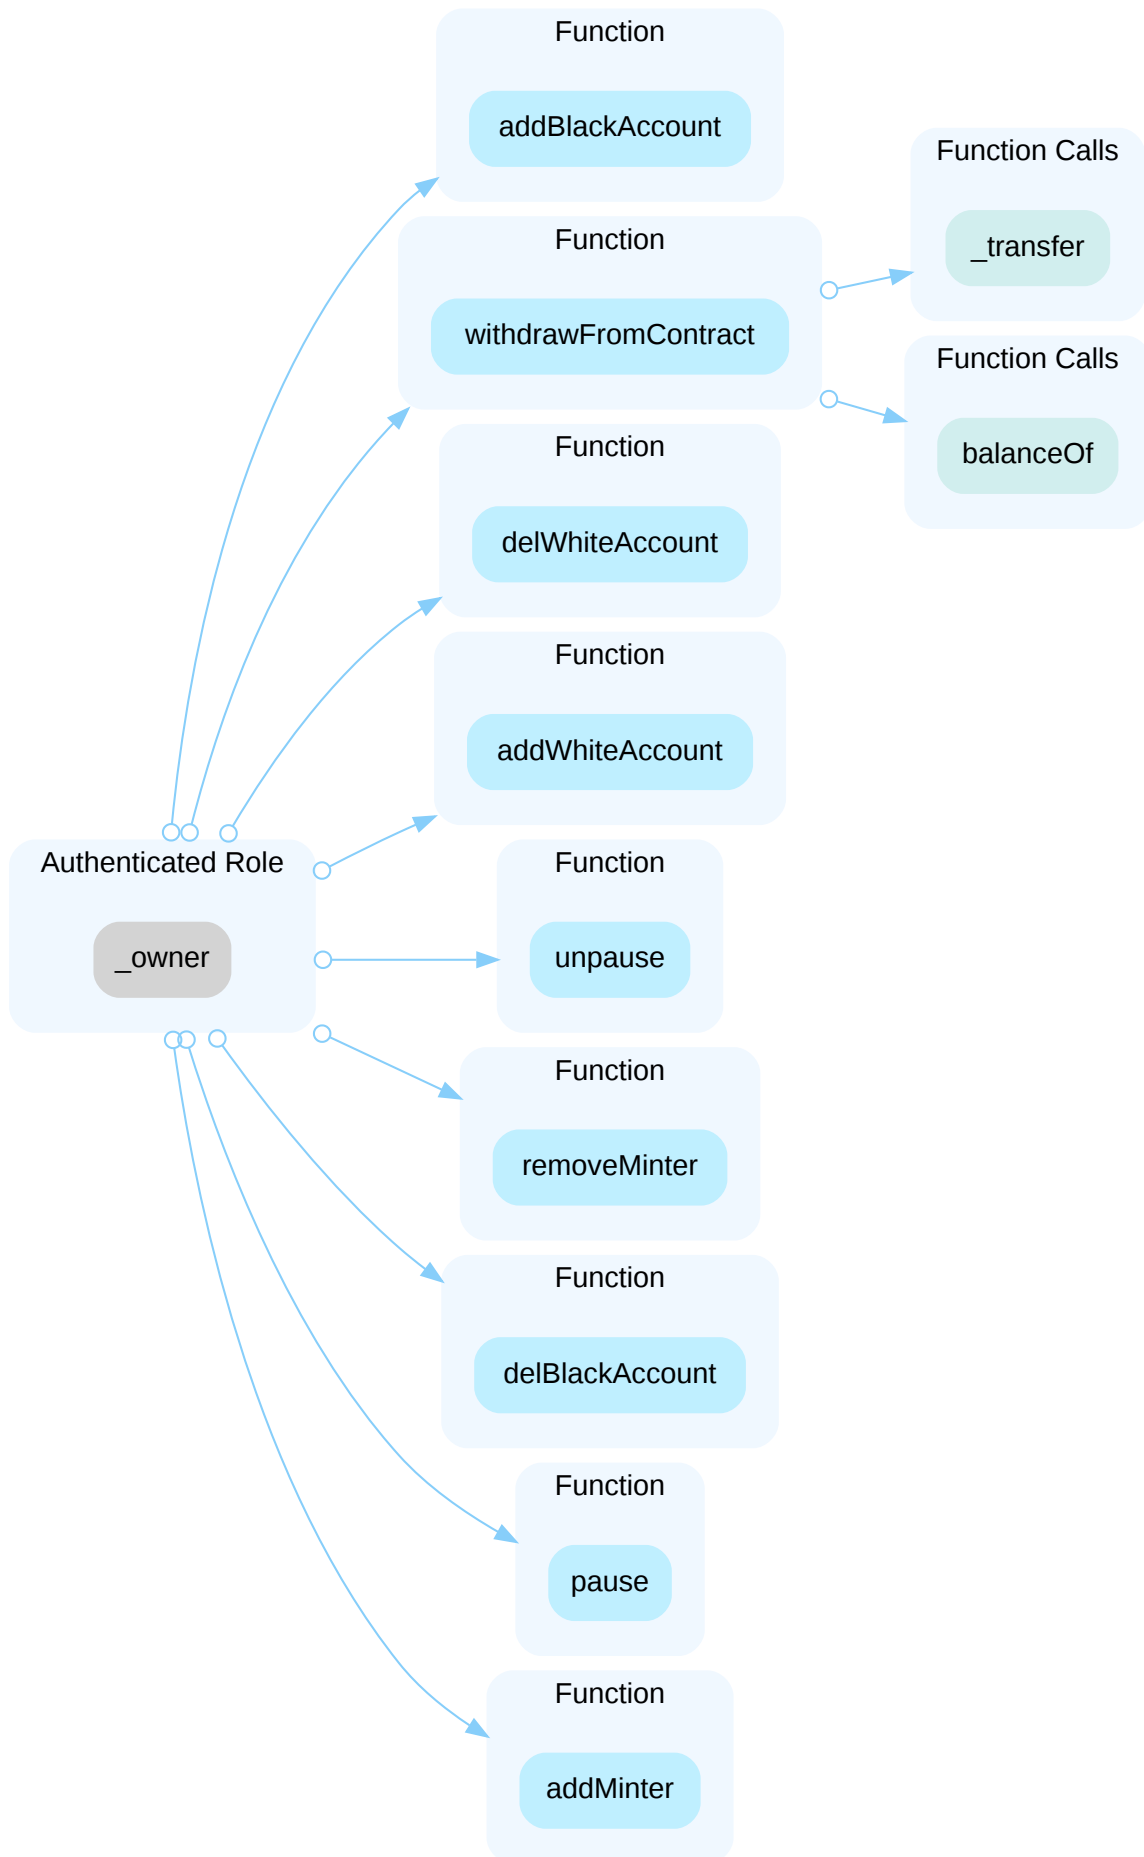 Function
addBlackAccount
Function
withdrawFromContract
Function Calls
_transfer
Function Calls
balanceOf
Function
delWhiteAccount
Function
addWhiteAccount
Authenticated Role
_owner
Function
unpause
Function
removeMinter
Function
delBlackAccount
Function
pause
Function
addMinter